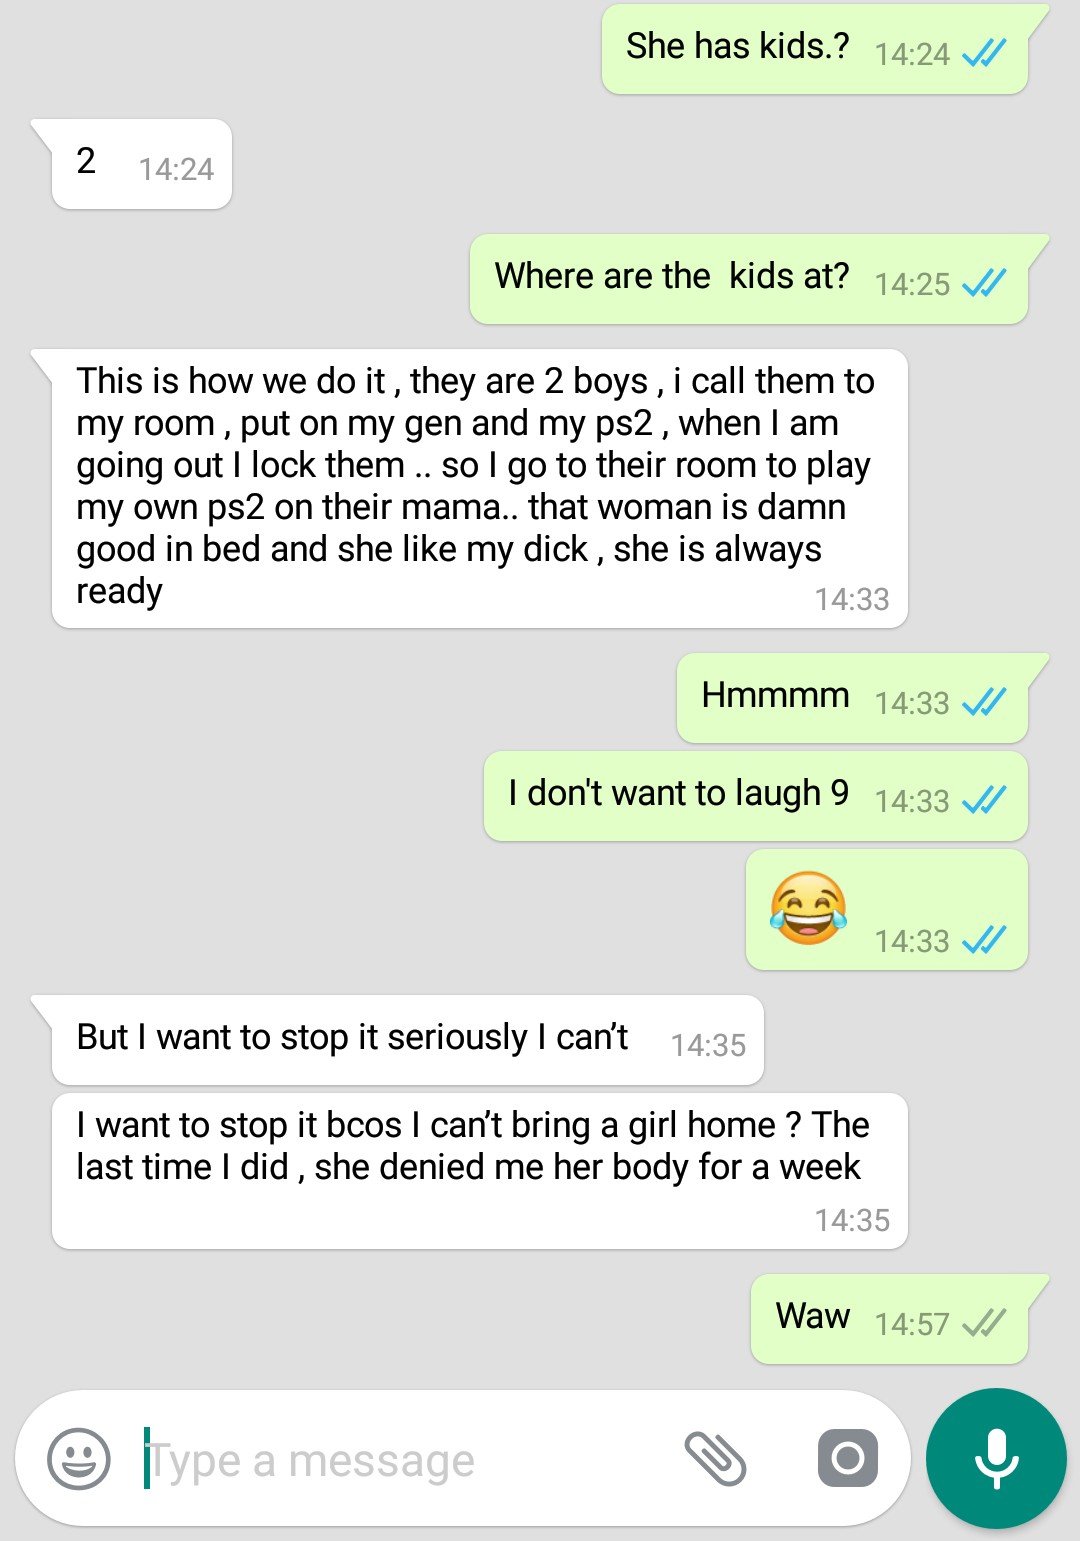 She has kids.? 14:24
2 14:24
Where are the  kids at? 14:25
This is how we do it , they are 2 boys , i call them to
my room , put on my gen and my ps2 , when I am
going out I lock them .. so I go to their room to play
my own ps2 on their mama.. that woman is damn
good in bed and she like my dick , she is always
ready
14:33
Hmmmm 14:33
I don't want to laugh 9 14:33
😂 14:33
But I want to stop it seriously I can’t 14:35
I want to stop it bcos I can’t bring a girl home ? The
last time I did , she denied me her body for a week
14:35
Waw 14:57
Type a message